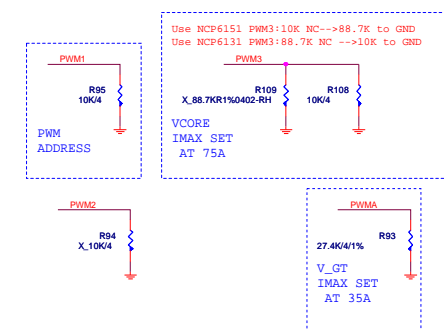 Use NCP6151 PWM3:10K NC-->88.7K to GND
Use NCP6131 PWM3:88.7K NC -->10K to GND
PWM1
R95
10K/4
PWM
ADDRESS
PWM3
R109
X_88.7KR1%0402-RH
R108
10K/4
VCORE
IMAX SET
AT 75A
PWM2
R94
X_10K/4
PWMA
R93
27.4K/4/1%
V_GT
IMAX SET
AT 35A